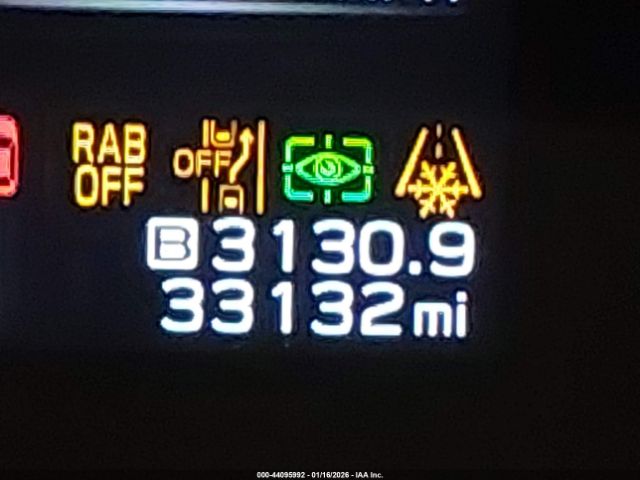 RAB
OFF
OFF
B 3130.9
33132 mi
000-44095992 - 01/16/2026 - IAA Inc.